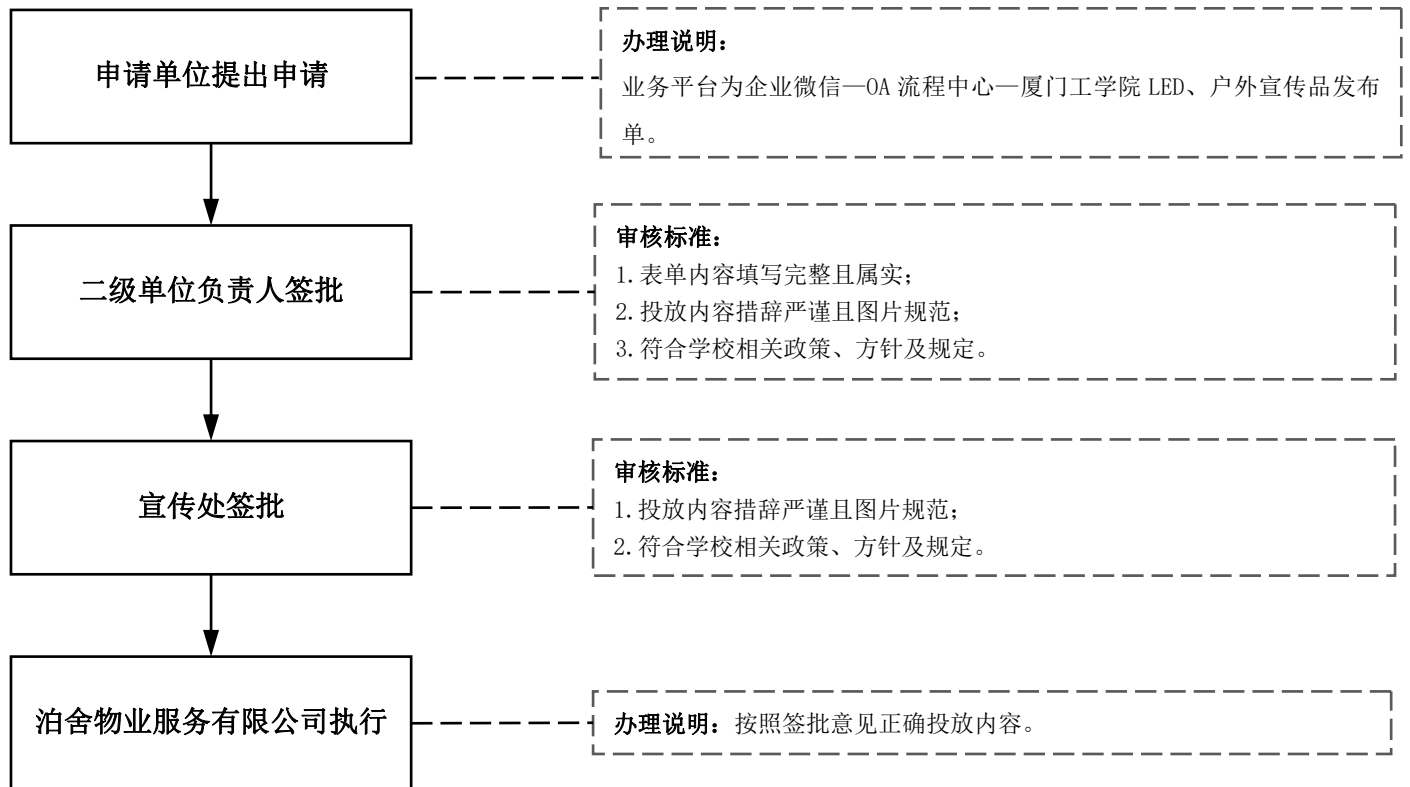 申请单位提出申请
办理说明：
业务平台为企业微信—OA 流程中心—厦门工学院 LED、户外宣传品发布
单。
二级单位负责人签批
审核标准：
1.表单内容填写完整且属实；
2.投放内容措辞严谨且图片规范；
3.符合学校相关政策、方针及规定。
宣传处签批
审核标准：
1.投放内容措辞严谨且图片规范；
2.符合学校相关政策、方针及规定。
泊舍物业服务有限公司执行
办理说明：按照签批意见正确投放内容。